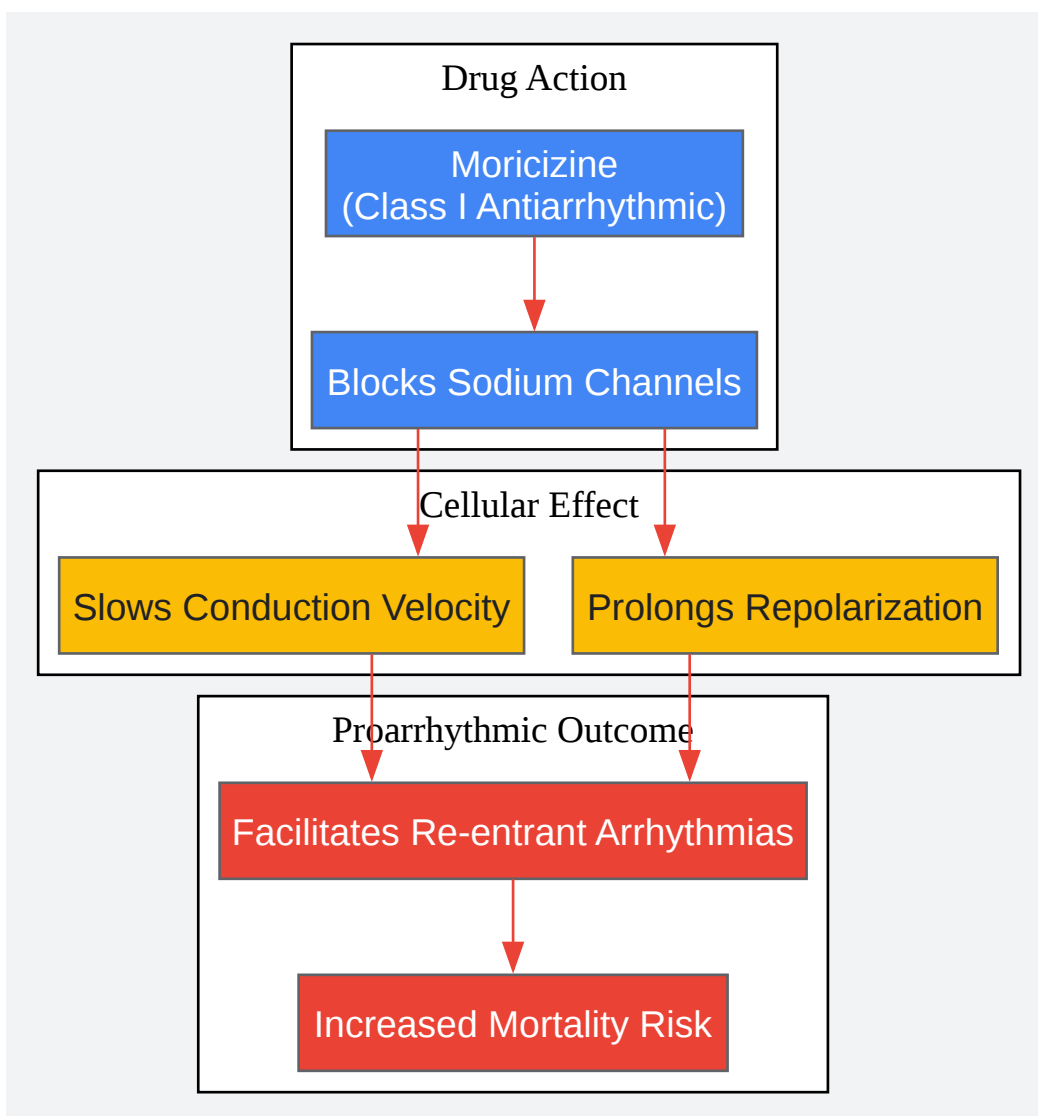 Drug Action
Moricizine
(Class I Antiarrhythmic)
Blocks Sodium Channels
Cellular Effect
Slows Conduction Velocity
Prolongs Repolarization
Proarrhythmic Outcome
Facilitates Re-entrant Arrhythmias
Increased Mortality Risk